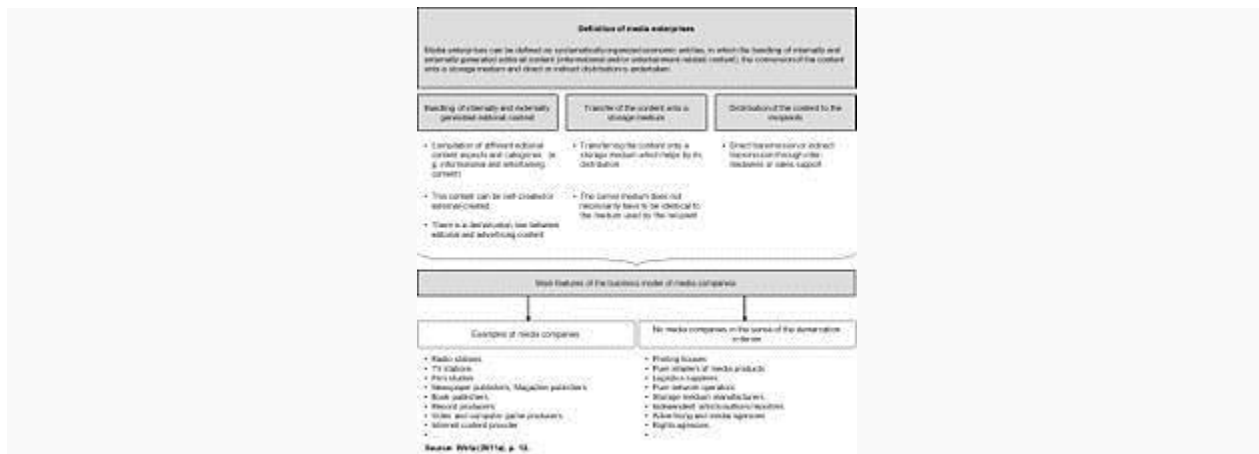 Definition of media enterprises
Media enterprises can be defined as systematically organized economic entities, in which the bundling of internally and
externally generated editorial content (informational and/or entertainment-related content), the conversion of the content
onto a storage medium and direct or indirect distribution is undertaken.
Bundling of internally and externally
generated editorial content
Transfer of the content onto a
storage medium
Distribution of the content to the
recipients
• Compilation of different editorial
content aspects and categories (e.
g. informational and entertaining
content)
• This content can be self-created or
external-created
• There is a demarcation line between
editorial and advertising content
• Transferring the content onto a
storage medium which helps by its
distribution
• The carrier medium does not
necessarily have to be identical to
the medium used by the recipient
• Direct transmission or indirect
transmission through inter-
mediaries or sales support
Main features of the business model of media companies
Examples of media companies
• Radio stations
• TV stations
• Film studios
• Newspaper publishers, Magazine publishers
• Book publishers
• Record producers
• Video and computer game producers
• Internet content provider
•
No media companies in the sense of the demarcation
criterion
• Printing houses
• Pure retailers of media products
• Logistics suppliers
• Pure network operators
• Storage medium manufacturers
• Independent artists/authors/reporters
• Advertising and media agencies
• Rights agencies
•
Source: Wirtz (2011a), p. 13.